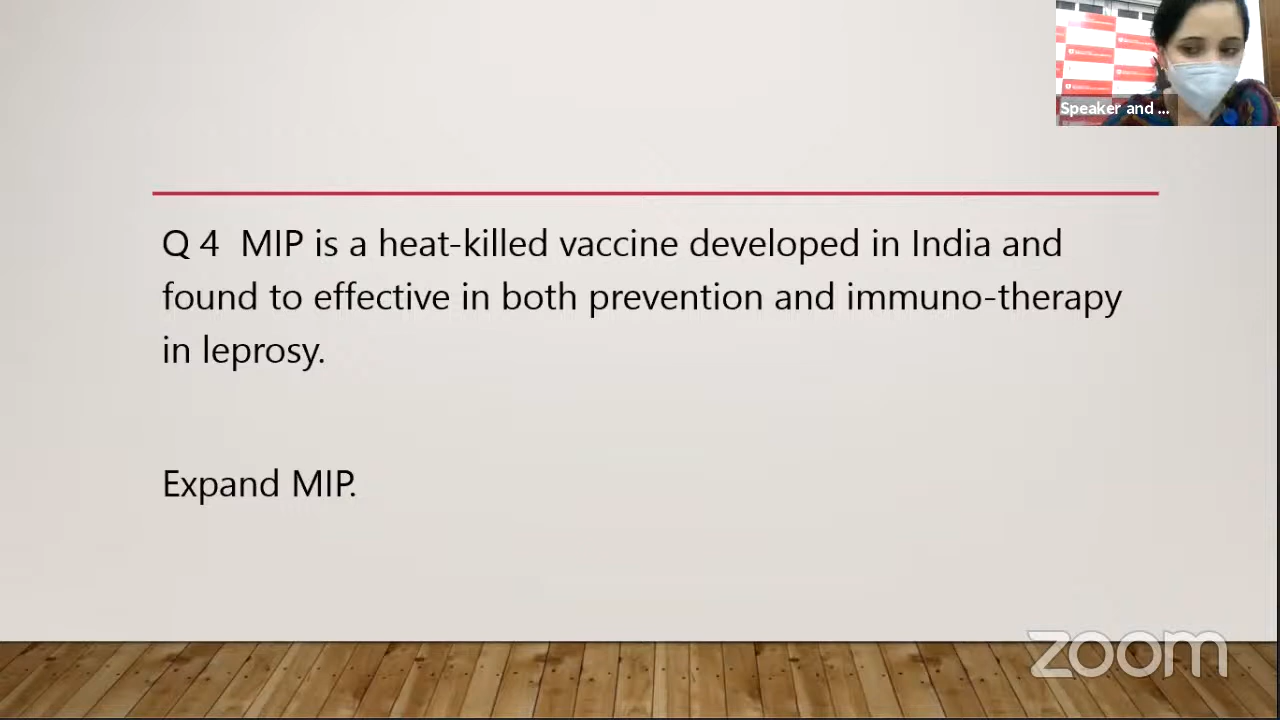 Speaker and ...
Q 4 MIP is a heat-killed vaccine developed in India and
found to effective in both prevention and immuno-therapy
in leprosy.
Expand MIP.
zoom